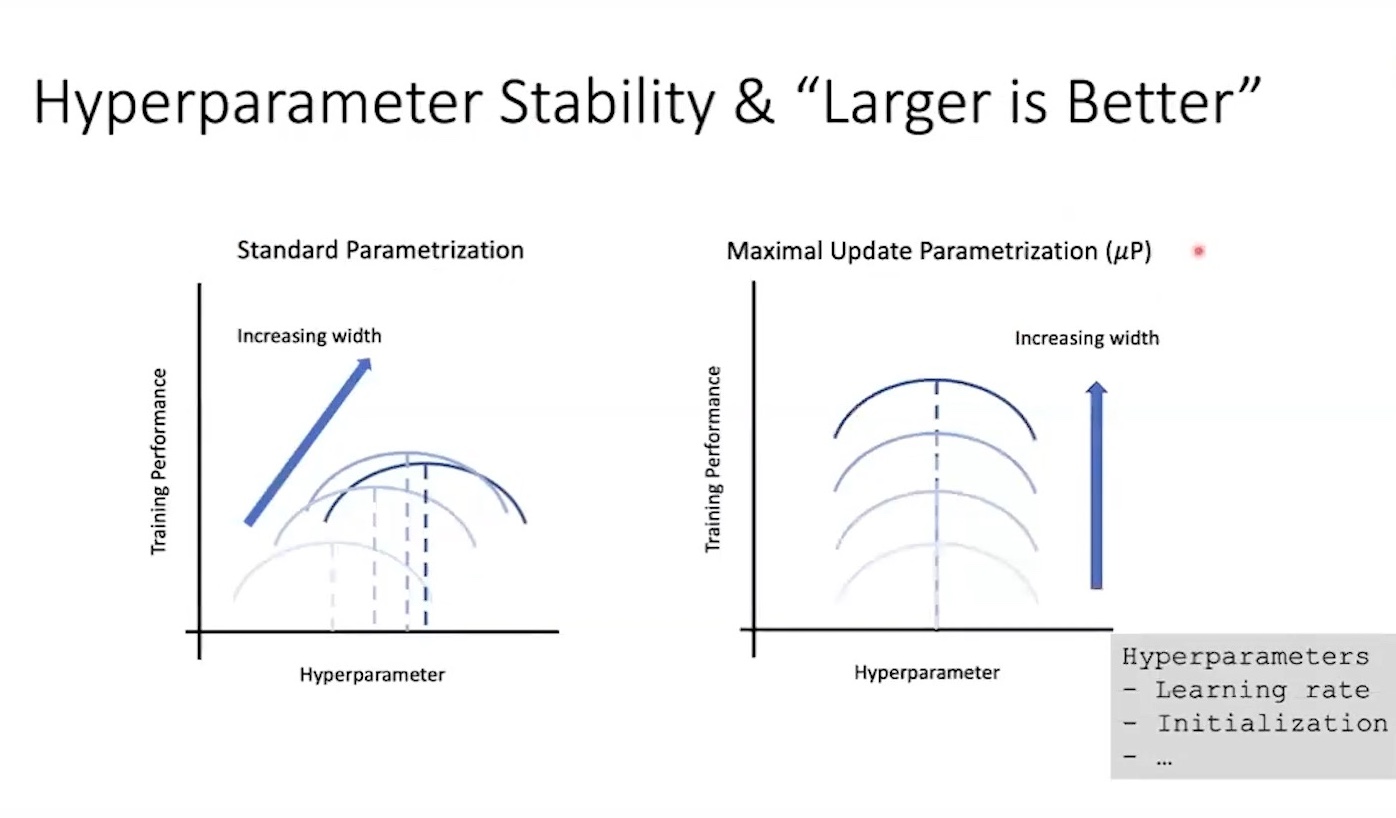 Hyperparameter Stability & “Larger is Better”
Standard Parametrization
Increasing width
Training Performance
Hyperparameter
Maximal Update Parametrization (μP)
Increasing width
Training Performance
Hyperparameter
Hyperparameters
- Learning rate
- Initialization
- …